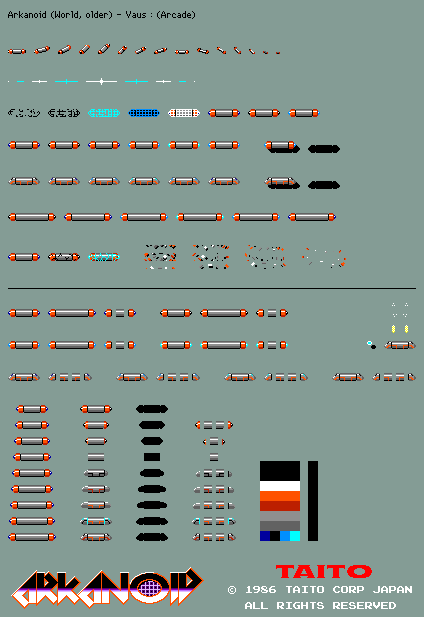 Arkanoid (World, older) - Vaus : (Arcade)
ARKANOID
TAITO
© 1986 TAITO CORP JAPAN
ALL RIGHTS RESERVED